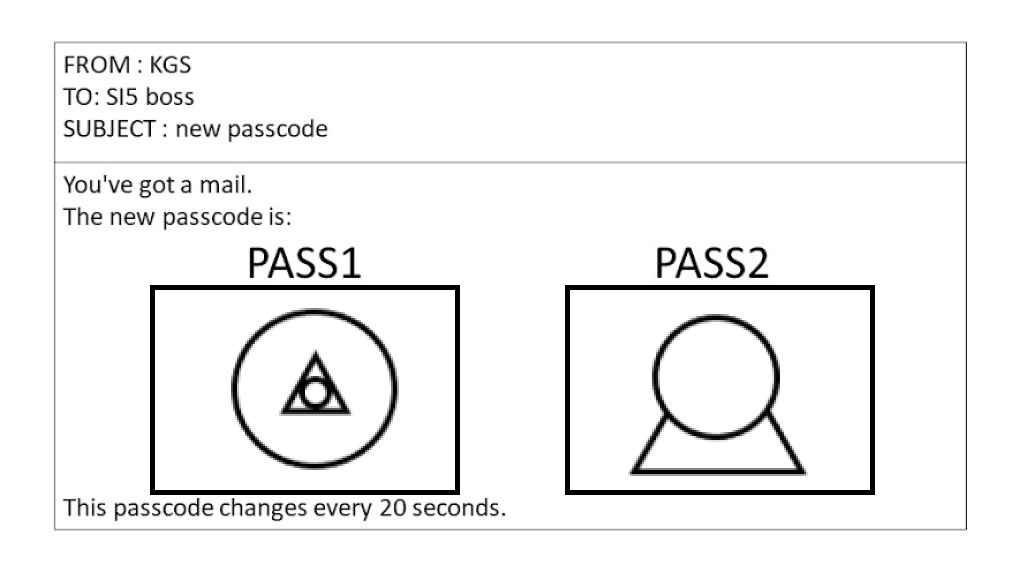 FROM : KGS
TO: SI5 boss
SUBJECT : new passcode
You've got a mail.
The new passcode is:
PASS1
PASS2
This passcode changes every 20 seconds.